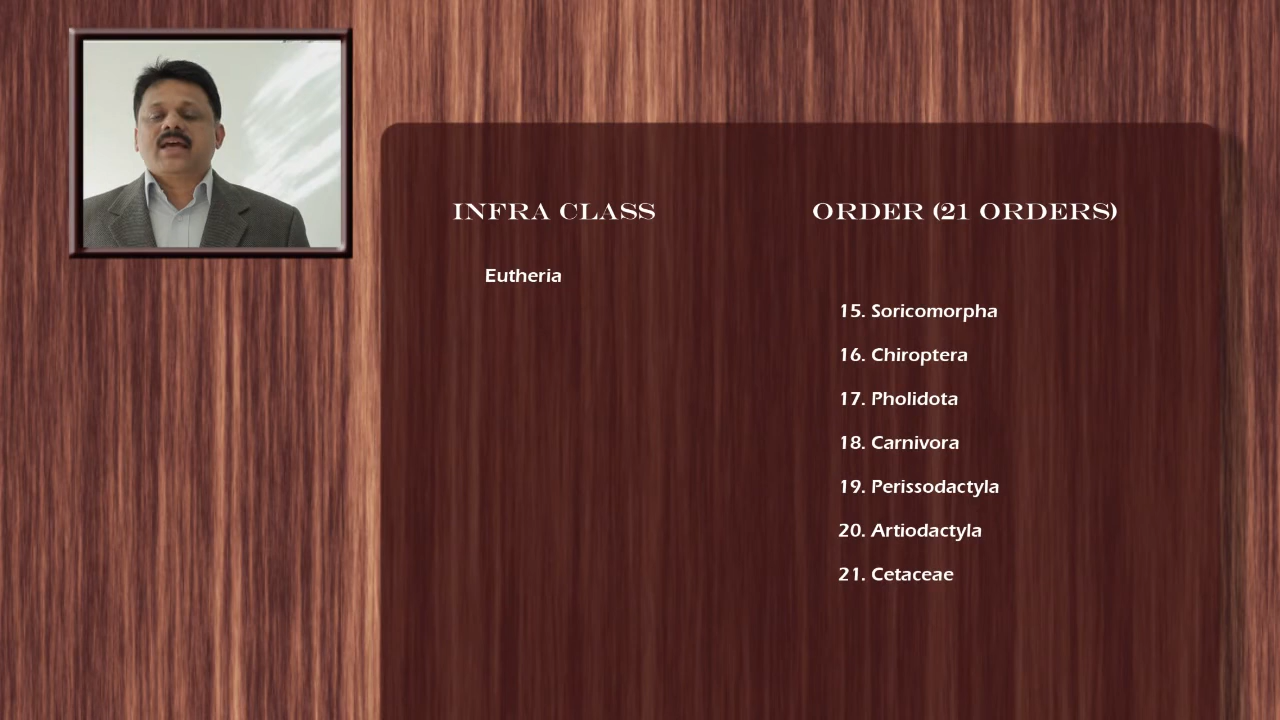 INFRA CLASS
ORDER (21 ORDERS)
Eutheria
15. Soricomorpha
16. Chiroptera
17. Pholidota
18. Carnivora
19. Perissodactyla
20. Artiodactyla
21. Cetaceae